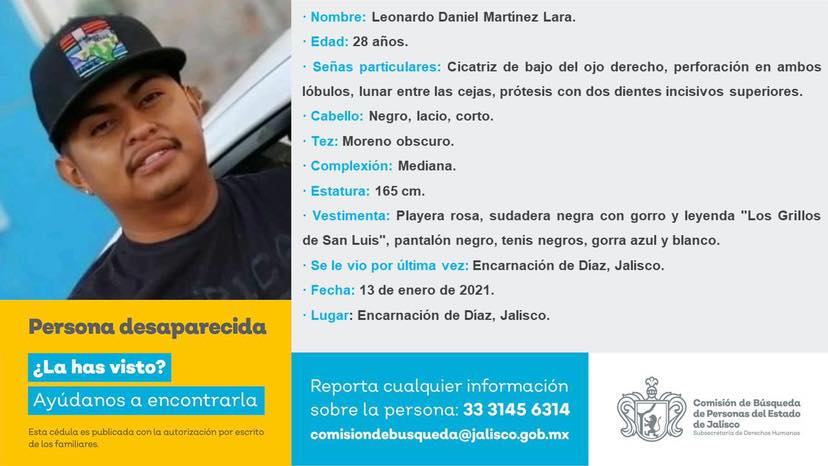 · Nombre: Leonardo Daniel Martínez Lara.
· Edad: 28 años.
· Señas particulares: Cicatriz de bajo del ojo derecho, perforación en ambos
lóbulos, lunar entre las cejas, prótesis con dos dientes incisivos superiores.
· Cabello: Negro, lacio, corto.
· Tez: Moreno obscuro.
· Complexión: Mediana.
· Estatura: 165 cm.
· Vestimenta: Playera rosa, sudadera negra con gorro y leyenda "Los Grillos
de San Luis", pantalón negro, tenis negros, gorra azul y blanco.
· Se le vio por última vez: Encarnación de Díaz, Jalisco.
· Fecha: 13 de enero de 2021.
· Lugar: Encarnación de Díaz, Jalisco.
Persona desaparecida
¿La has visto?
Ayúdanos a encontrarla
Esta cédula es publicada con la autorización por escrito
de los familiares.
Reporta cualquier información
sobre la persona: 33 3145 6314
comisiondebusqueda@jalisco.gob.mx
Comisión de Búsqueda
de Personas del Estado
de Jalisco
Subsecretaría de Derechos Humanos